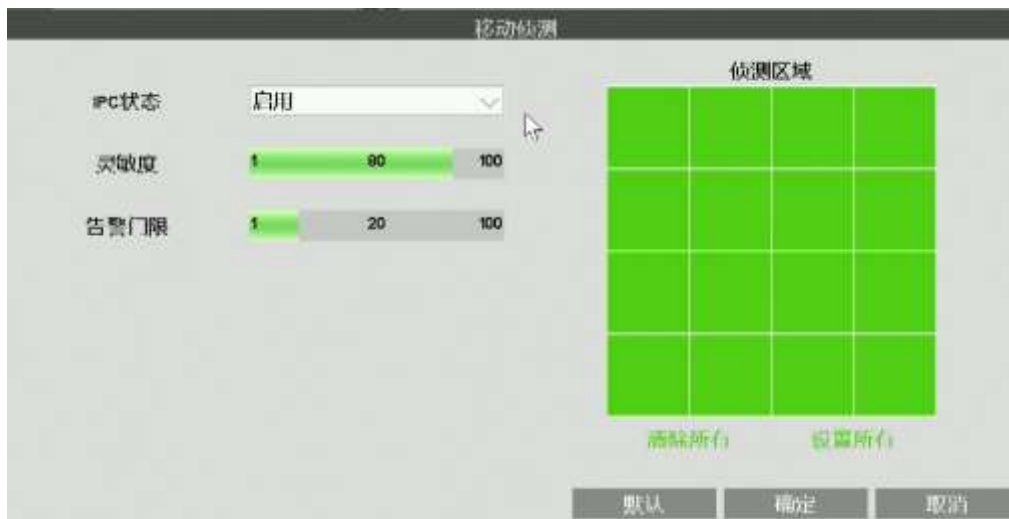 移动侦测
侦测区域
IPC状态 启用
灵敏度 1 80 100
告警门限 1 20 100
清除所有 设置所有
默认 确定 取消